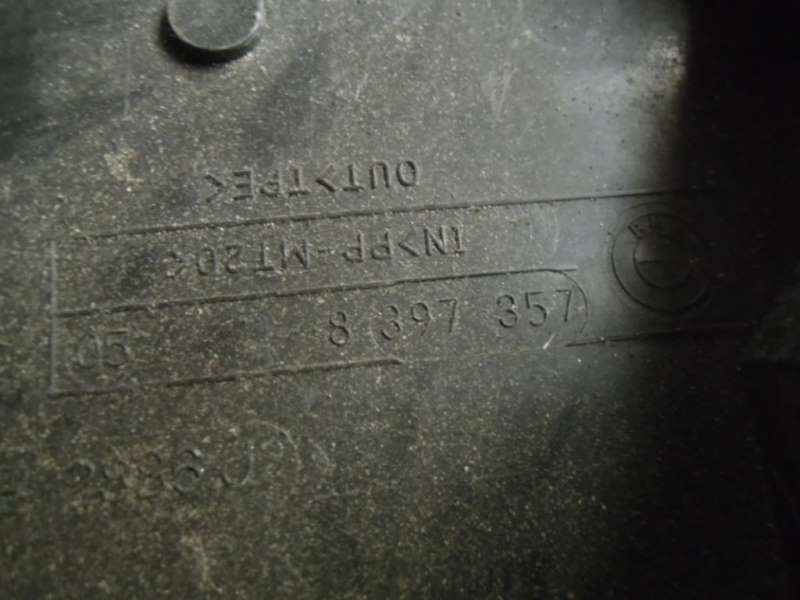 OUT>TPE<
IN>PP-MT20<
05 8 397 357